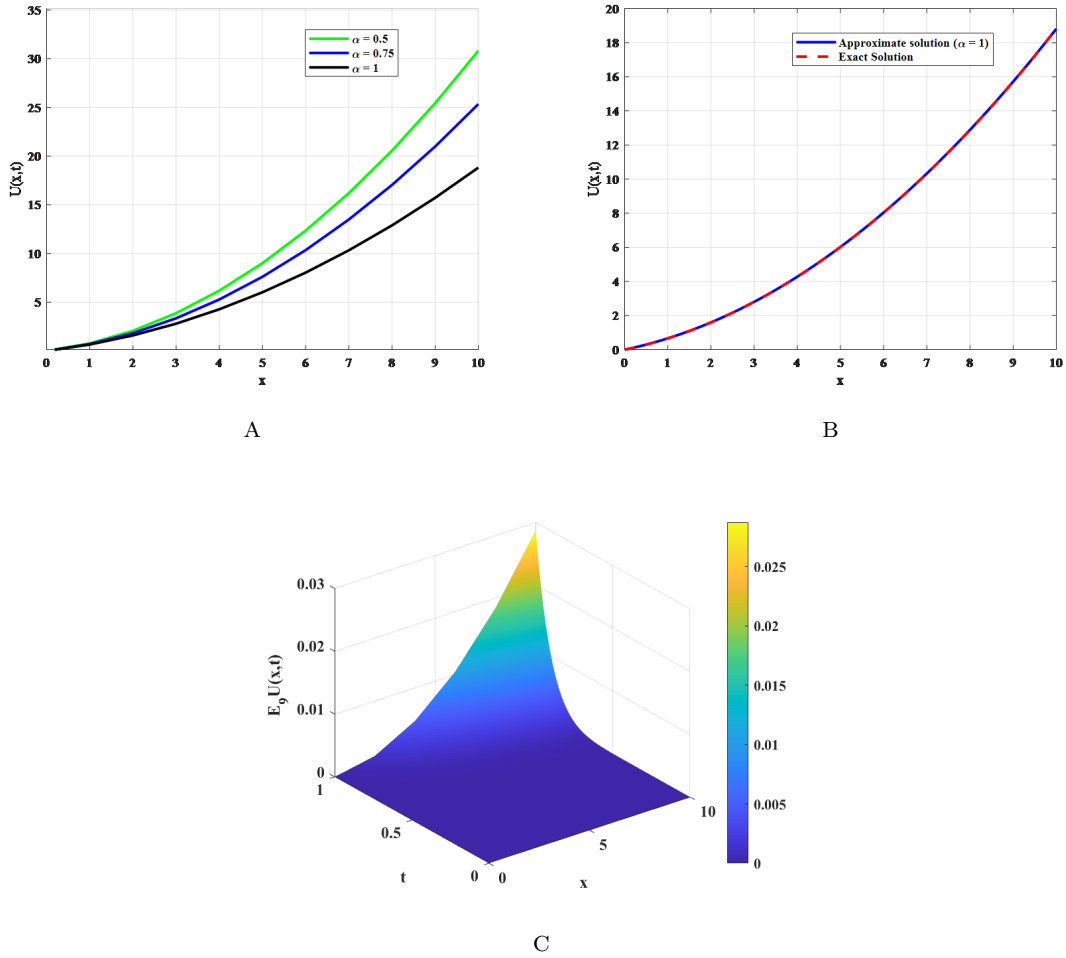 35
30
25
20
15
10
5
0 1 2 3 4 5 6 7 8 9 10
U(x,t)
x
α = 0.5
α = 0.75
α = 1
A
20
18
16
14
12
10
8
6
4
2
0
0 1 2 3 4 5 6 7 8 9 10
U(x,t)
x
Approximate solution (α = 1)
Exact Solution
B
0.03
0.02
0.01
0
E₉U(x,t)
1
0.5
0
t
0
5
10
x
0.025
0.02
0.015
0.01
0.005
0
C